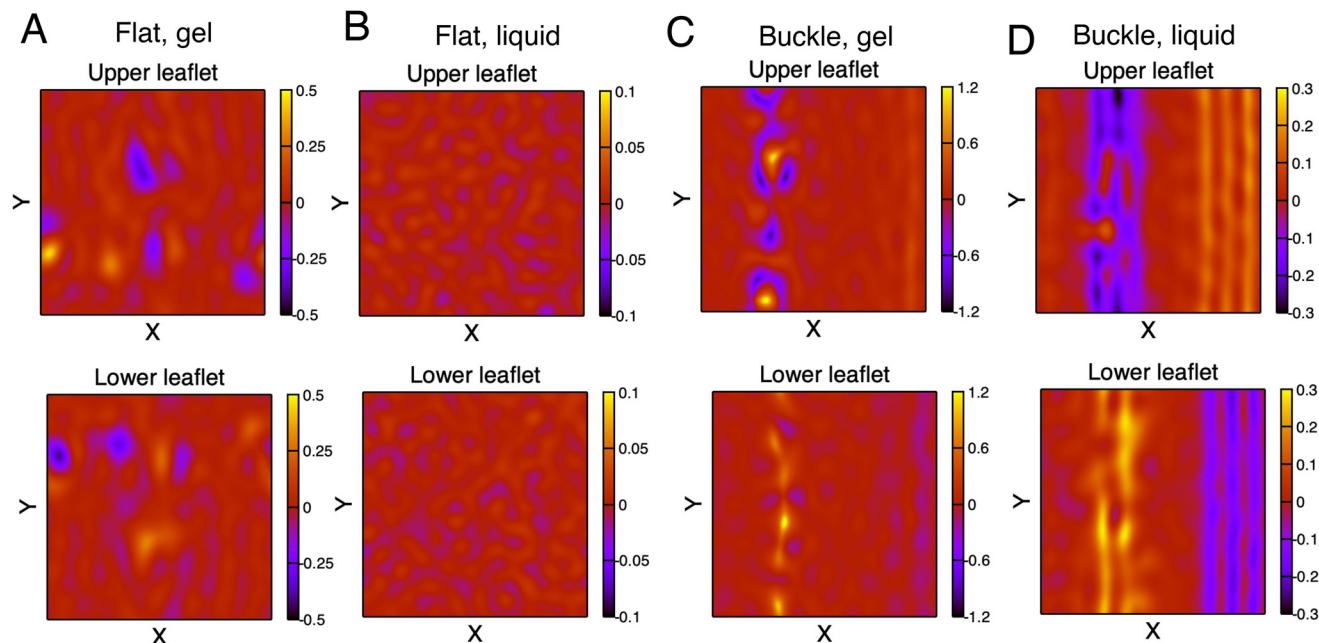 A
Flat, gel
Upper leaflet
0.5
0.25
0
-0.25
-0.5
Y
X
Lower leaflet
0.5
0.25
0
-0.25
-0.5
Y
X
B
Flat, liquid
Upper leaflet
0.1
0.05
0
-0.05
-0.1
Y
X
Lower leaflet
0.1
0.05
0
-0.05
-0.1
Y
X
C
Buckle, gel
Upper leaflet
1.2
0.6
0
-0.6
-1.2
Y
X
Lower leaflet
1.2
0.6
0
-0.6
-1.2
Y
X
D
Buckle, liquid
Upper leaflet
0.3
0.2
0.1
0
-0.1
-0.2
-0.3
Y
X
Lower leaflet
0.3
0.2
0.1
0
-0.1
-0.2
-0.3
Y
X